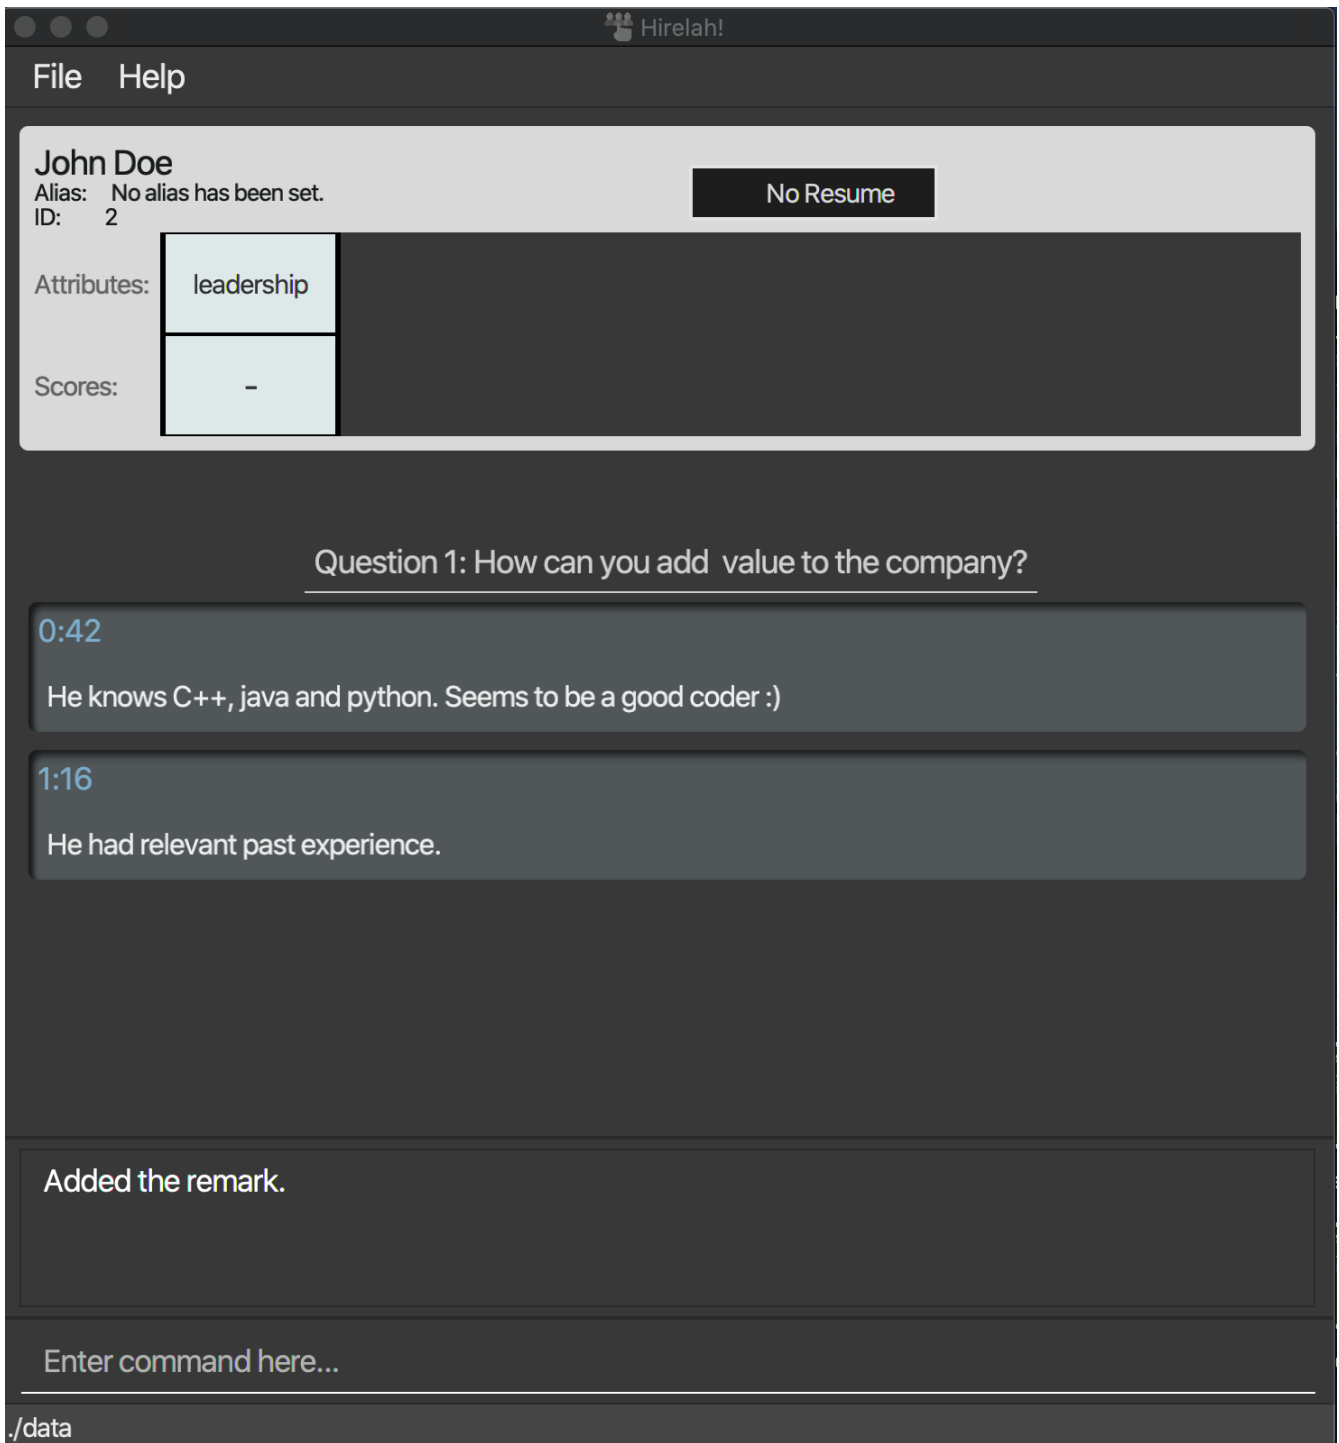 Hirelah!
File Help
John Doe
Alias: No alias has been set.
No Resume
ID: 2
Attributes: leadership
Scores: -
Question 1: How can you add  value to the company?
0:42
He knows C++, java and python. Seems to be a good coder :)
1:16
He had relevant past experience.
Added the remark.
Enter command here...
./data